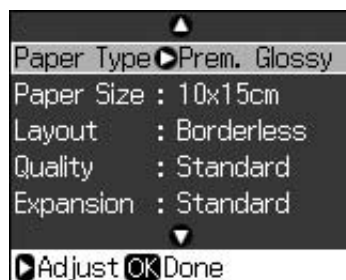 Paper Type Prem. Glossy
Paper Size : 10x15cm
Layout : Borderless
Quality : Standard
Expansion : Standard
Adjust OK Done